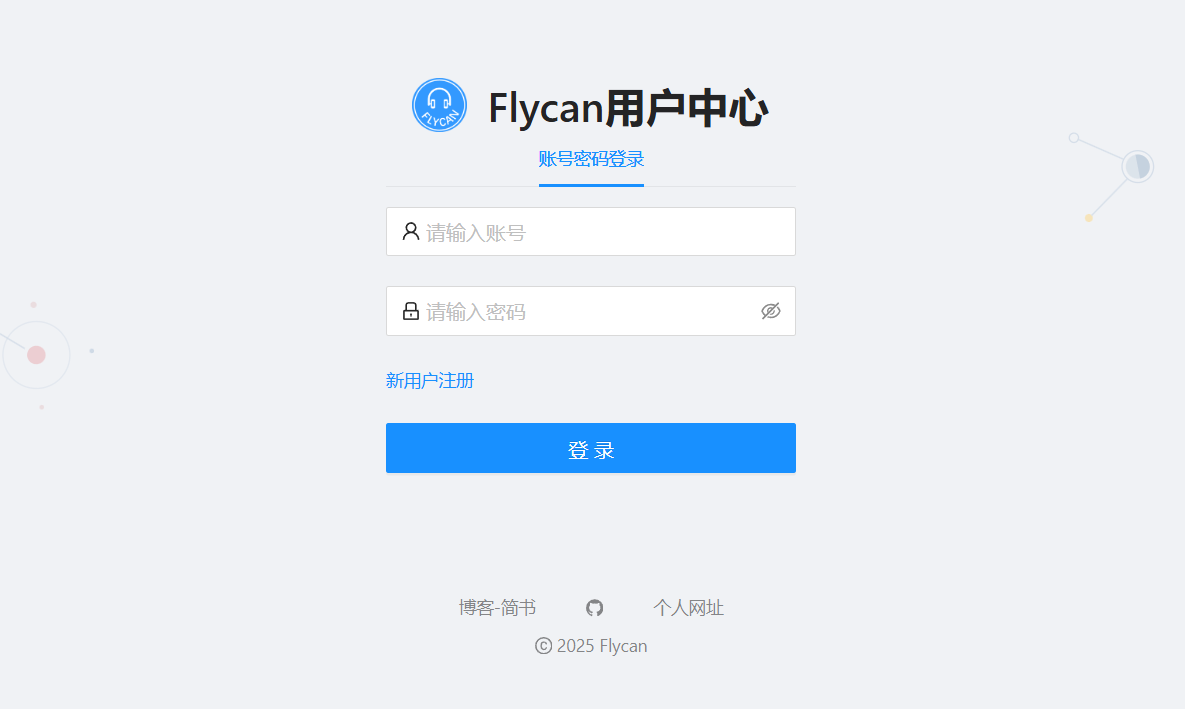 FLYCAN
Flycan用户中心
账号密码登录
请输入账号
请输入密码
新用户注册
登 录
博客-简书 个人网址
© 2025 Flycan